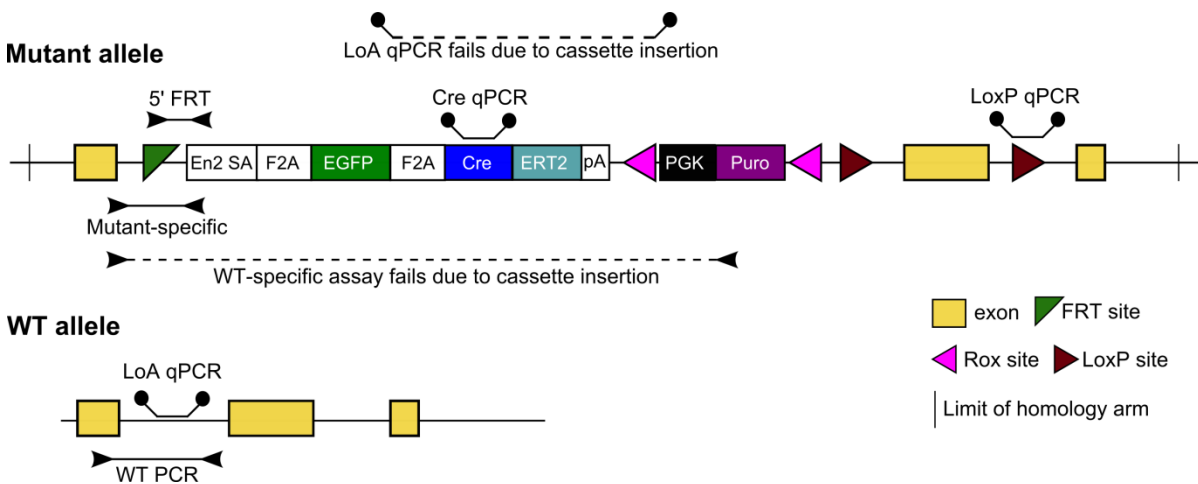 LoA qPCR fails due to cassette insertion
Mutant allele
5' FRT
Cre qPCR
LoxP qPCR
En2 SA F2A EGFP F2A Cre ERT2 pA PGK Puro
Mutant-specific
WT-specific assay fails due to cassette insertion
WT allele
LoA qPCR
WT PCR
exon FRT site
Rox site LoxP site
Limit of homology arm